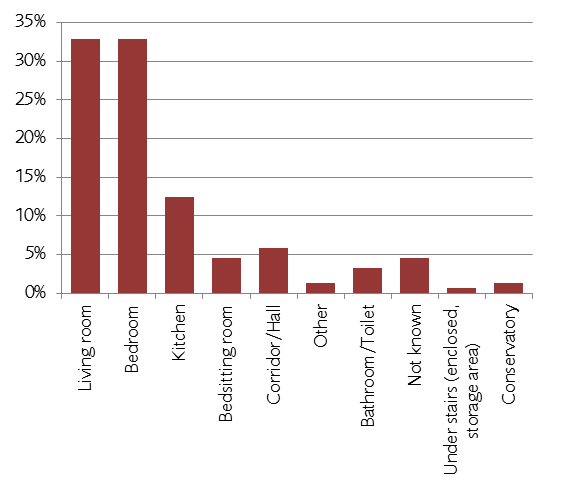 35%
30%
25%
20%
15%
10%
5%
0%
Living room
Bedroom
Kitchen
Bedsitting room
Corridor/Hall
Other
Bathroom/Toilet
Not known
Under stairs (enclosed,
storage area)
Conservatory